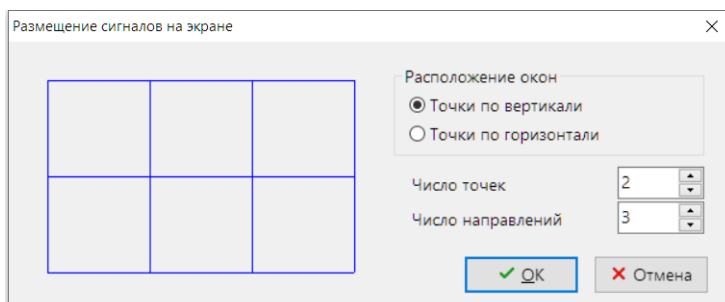 Размещение сигналов на экране
Расположение окон
Точки по вертикали
Точки по горизонтали
Число точек 2
Число направлений 3
OK Отмена